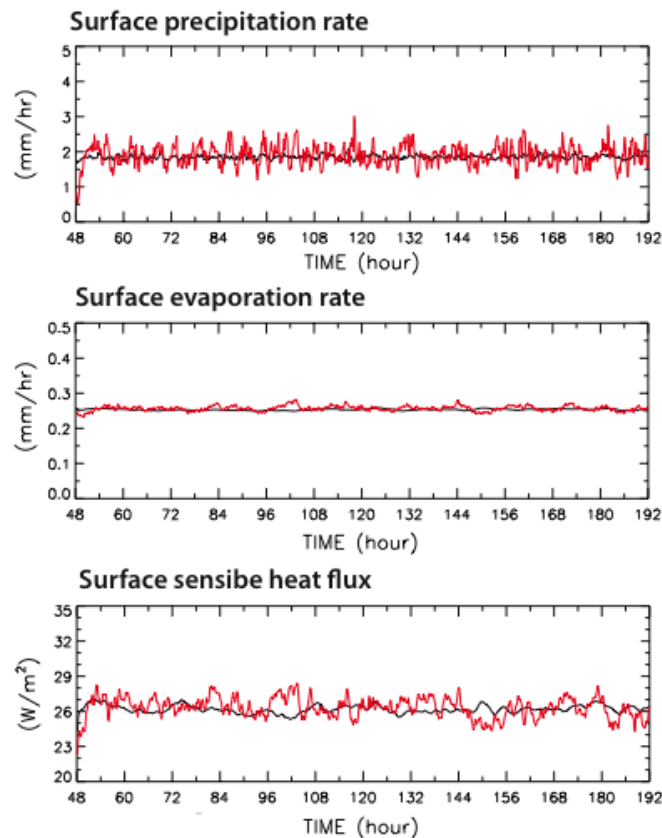 Surface precipitation rate
5
4
3
2
1
0
(mm/hr)
48 60 72 84 96 108 120 132 144 156 168 180 192
TIME (hour)
Surface evaporation rate
0.5
0.4
0.3
0.2
0.1
0.0
(mm/hr)
48 60 72 84 96 108 120 132 144 156 168 180 192
TIME (hour)
Surface sensibe heat flux
35
32
29
26
23
20
(W/m²)
48 60 72 84 96 108 120 132 144 156 168 180 192
TIME (hour)